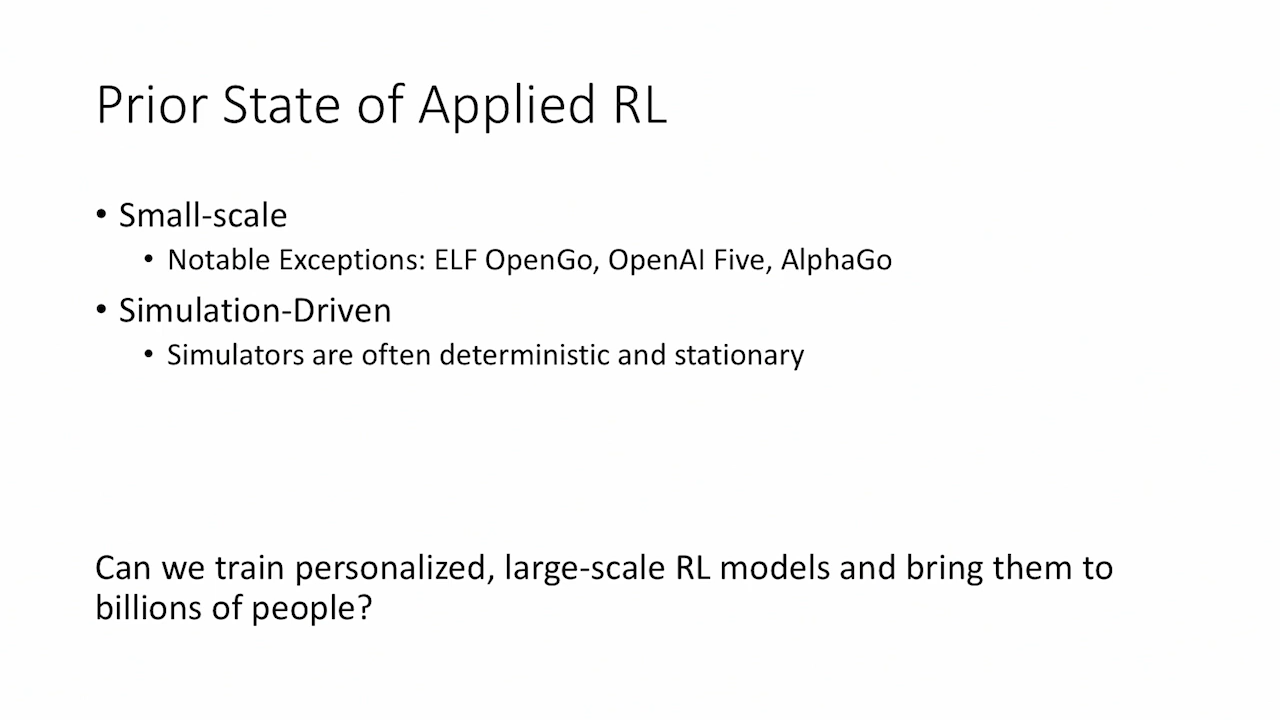 Prior State of Applied RL
• Small-scale
• Notable Exceptions: ELF OpenGo, OpenAI Five, AlphaGo
• Simulation-Driven
• Simulators are often deterministic and stationary
Can we train personalized, large-scale RL models and bring them to
billions of people?